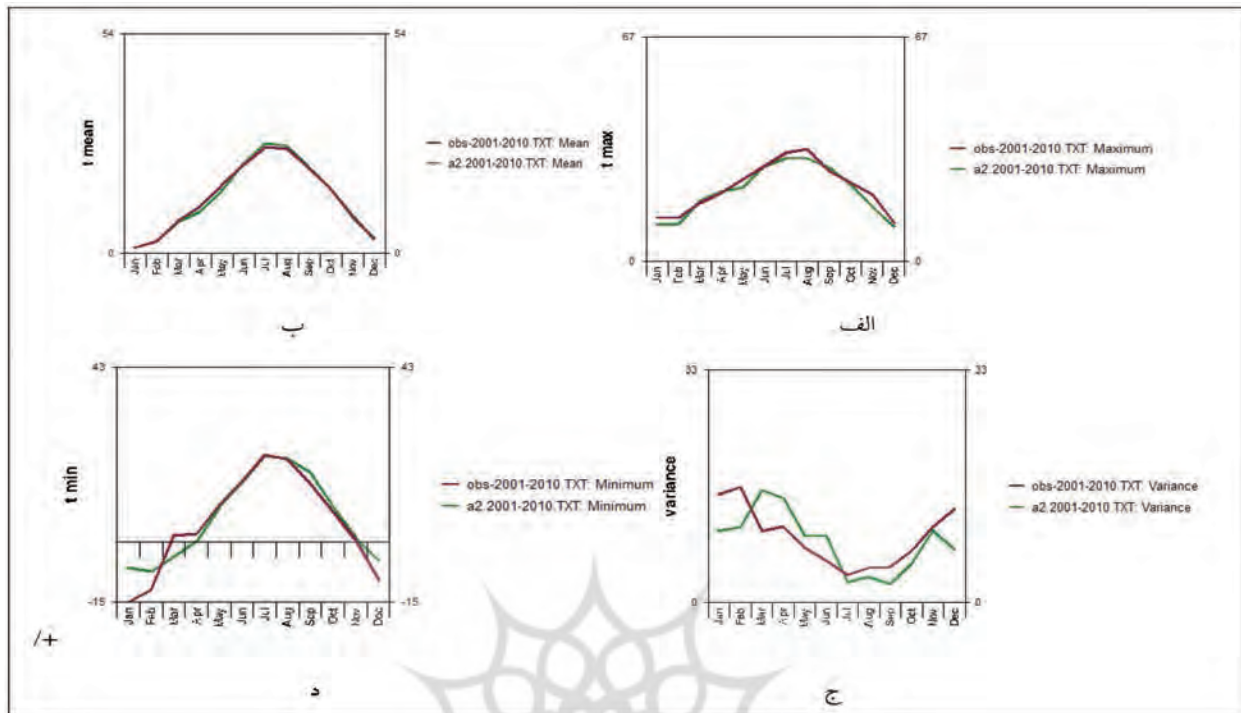 54
54
t mean
0
0
Jan
Feb
Mar
Apr
May
Jun
Jul
Aug
Sep
Oct
Nov
Dec
obs-2001-2010.TXT: Mean
a2.2001-2010.TXT: Mean
ب
67
67
t max
0
0
Jan
Feb
Mar
Apr
May
Jun
Jul
Aug
Sep
Oct
Nov
Dec
obs-2001-2010.TXT: Maximum
a2.2001-2010.TXT: Maximum
الف
43
43
t min
-15
-15
Jan
Feb
Mar
Apr
May
Jun
Jul
Aug
Sep
Oct
Nov
Dec
obs-2001-2010.TXT: Minimum
a2.2001-2010.TXT: Minimum
+/
د
33
33
variance
0
0
Jan
Feb
Mar
Apr
May
Jun
Jul
Aug
Sep
Oct
Nov
Dec
obs-2001-2010.TXT: Variance
a2.2001-2010.TXT: Variance
ج